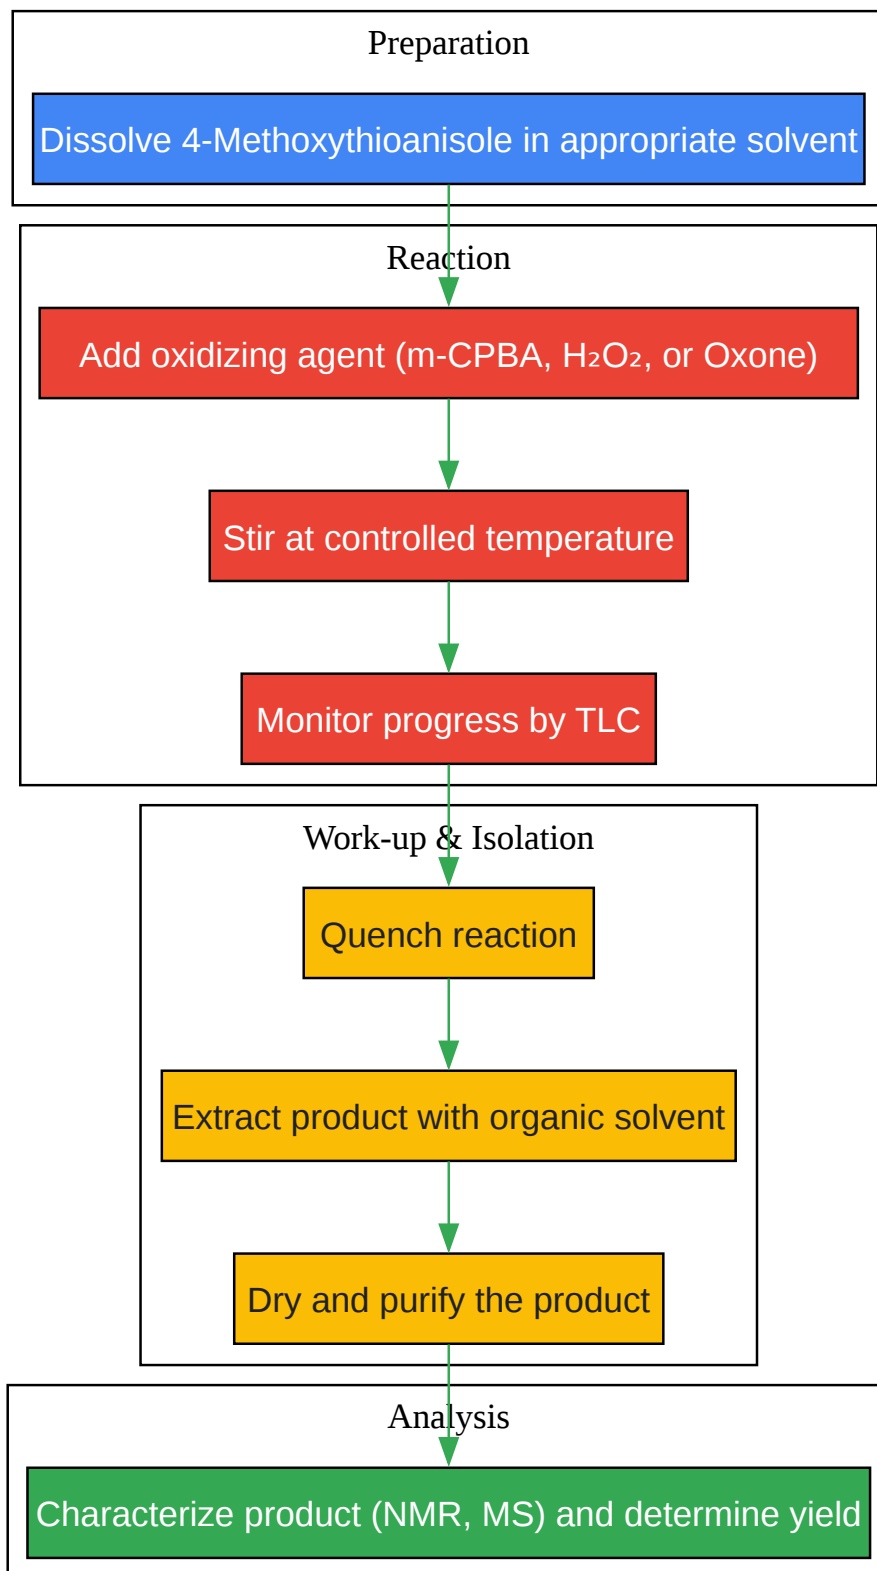 Preparation
Dissolve 4-Methoxythioanisole in appropriate solvent
Reaction
Add oxidizing agent (m-CPBA, H₂O₂, or Oxone)
Stir at controlled temperature
Monitor progress by TLC
Work-up & Isolation
Quench reaction
Extract product with organic solvent
Dry and purify the product
Analysis
Characterize product (NMR, MS) and determine yield